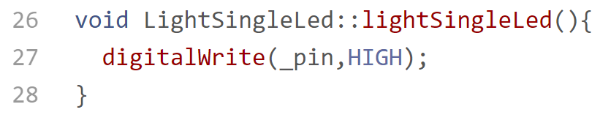 26 void LightSingleLed::lightSingleLed(){
27   digitalWrite(_pin,HIGH);
28 }